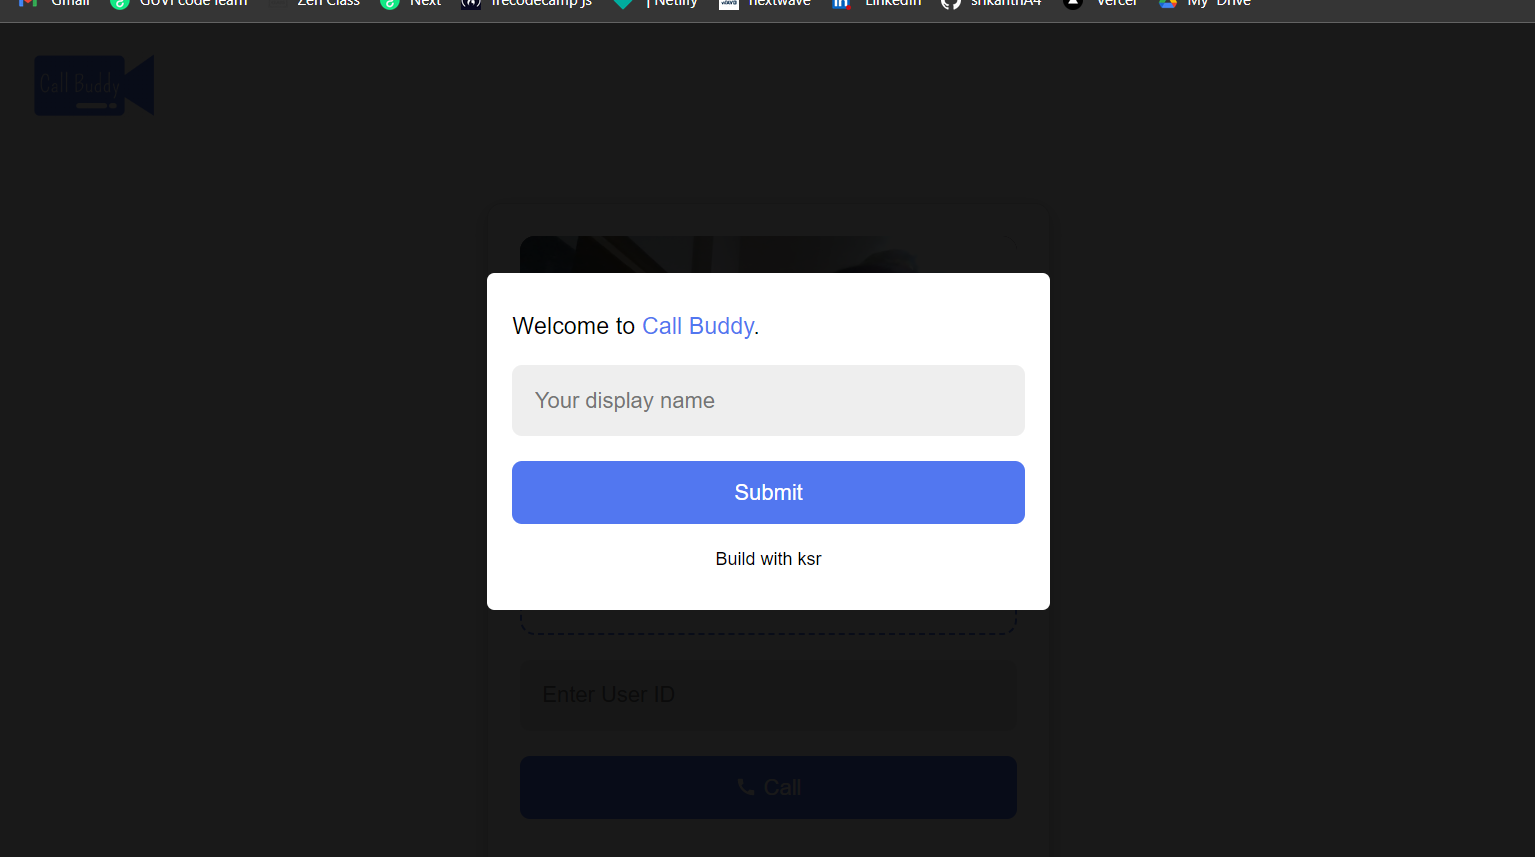 Gmail GUVI code learn Zen Class Next freecodecamp js | Netlify nextwave LinkedIn srikanthA4 Vercel My Drive
Call Buddy
Welcome to Call Buddy.
Your display name
Submit
Build with ksr
Enter User ID
Call